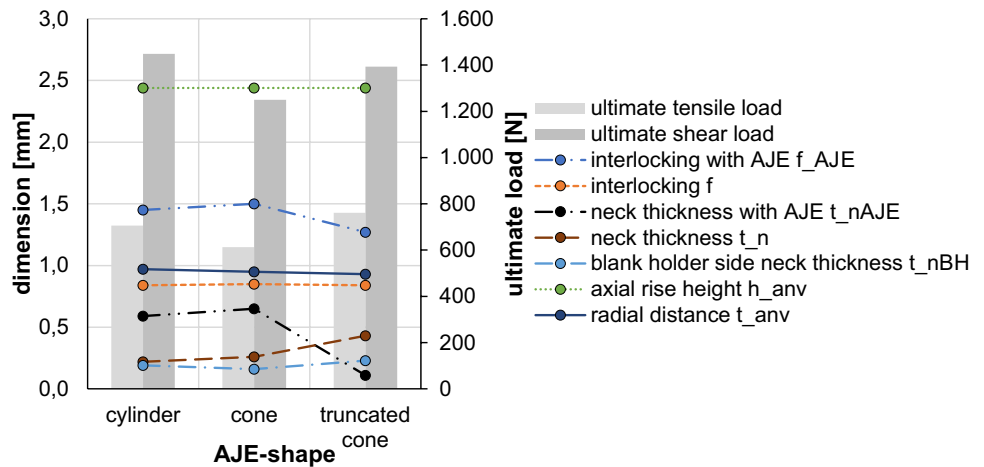 3,0
2,5
2,0
1,5
1,0
0,5
0,0
dimension [mm]
1.600
1.400
1.200
1.000
800
600
400
200
0
ultimate load [N]
cylinder
cone
truncated
cone
AJE-shape
ultimate tensile load
ultimate shear load
interlocking with AJE f_AJE
interlocking f
neck thickness with AJE t_nAJE
neck thickness t_n
blank holder side neck thickness t_nBH
axial rise height h_anv
radial distance t_anv